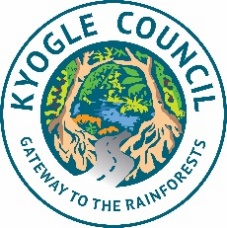 KYOGLE COUNCIL
GATEWAY TO THE RAINFORESTS